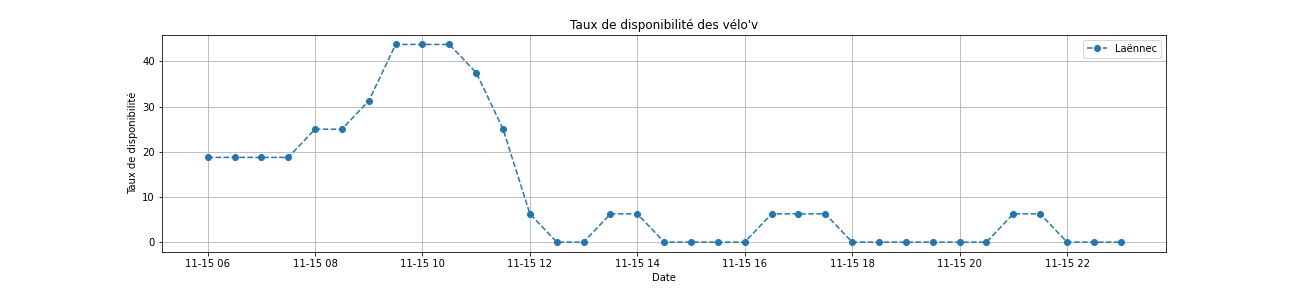 Taux de disponibilité des vélo'v
Laënnec
Taux de disponibilité
40
30
20
10
0
11-15 06 11-15 08 11-15 10 11-15 12 11-15 14 11-15 16 11-15 18 11-15 20 11-15 22
Date